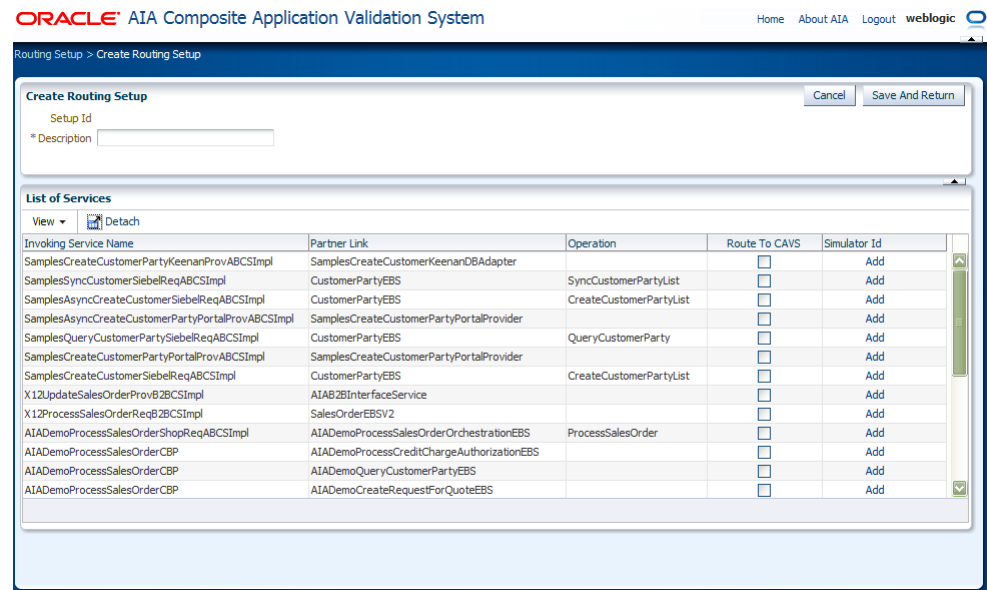 ORACLE AIA Composite Application Validation System
Home About AIA Logout weblogic
Routing Setup > Create Routing Setup
Create Routing Setup Cancel Save And Return
Setup Id
* Description
List of Services
View Detach
Invoking Service Name Partner Link Operation Route To CAVS Simulator Id
SamplesCreateCustomerPartyKeenanProvABCSImpl SamplesCreateCustomerKeenanDBAdapter Add
SamplesSyncCustomerSiebelReqABCSImpl CustomerPartyEBS SyncCustomerPartyList Add
SamplesAsyncCreateCustomerSiebelReqABCSImpl CustomerPartyEBS CreateCustomerPartyList Add
SamplesAsyncCreateCustomerPartyPortalProvABCSImpl SamplesCreateCustomerPartyPortalProvider Add
SamplesQueryCustomerPartySiebelReqABCSImpl CustomerPartyEBS QueryCustomerParty Add
SamplesCreateCustomerPartyPortalProvABCSImpl SamplesCreateCustomerPartyPortalProvider Add
SamplesCreateCustomerSiebelReqABCSImpl CustomerPartyEBS CreateCustomerPartyList Add
X12UpdateSalesOrderProvB2BCSImpl AIAB2BInterfaceService Add
X12ProcessSalesOrderReqB2BCSImpl SalesOrderEBSV2 Add
AIADemoProcessSalesOrderShopReqABCSImpl AIADemoProcessSalesOrderOrchestrationEBS ProcessSalesOrder Add
AIADemoProcessSalesOrderCBP AIADemoProcessCreditChargeAuthorizationEBS Add
AIADemoProcessSalesOrderCBP AIADemoQueryCustomerPartyEBS Add
AIADemoProcessSalesOrderCBP AIADemoCreateRequestForQuoteEBS Add